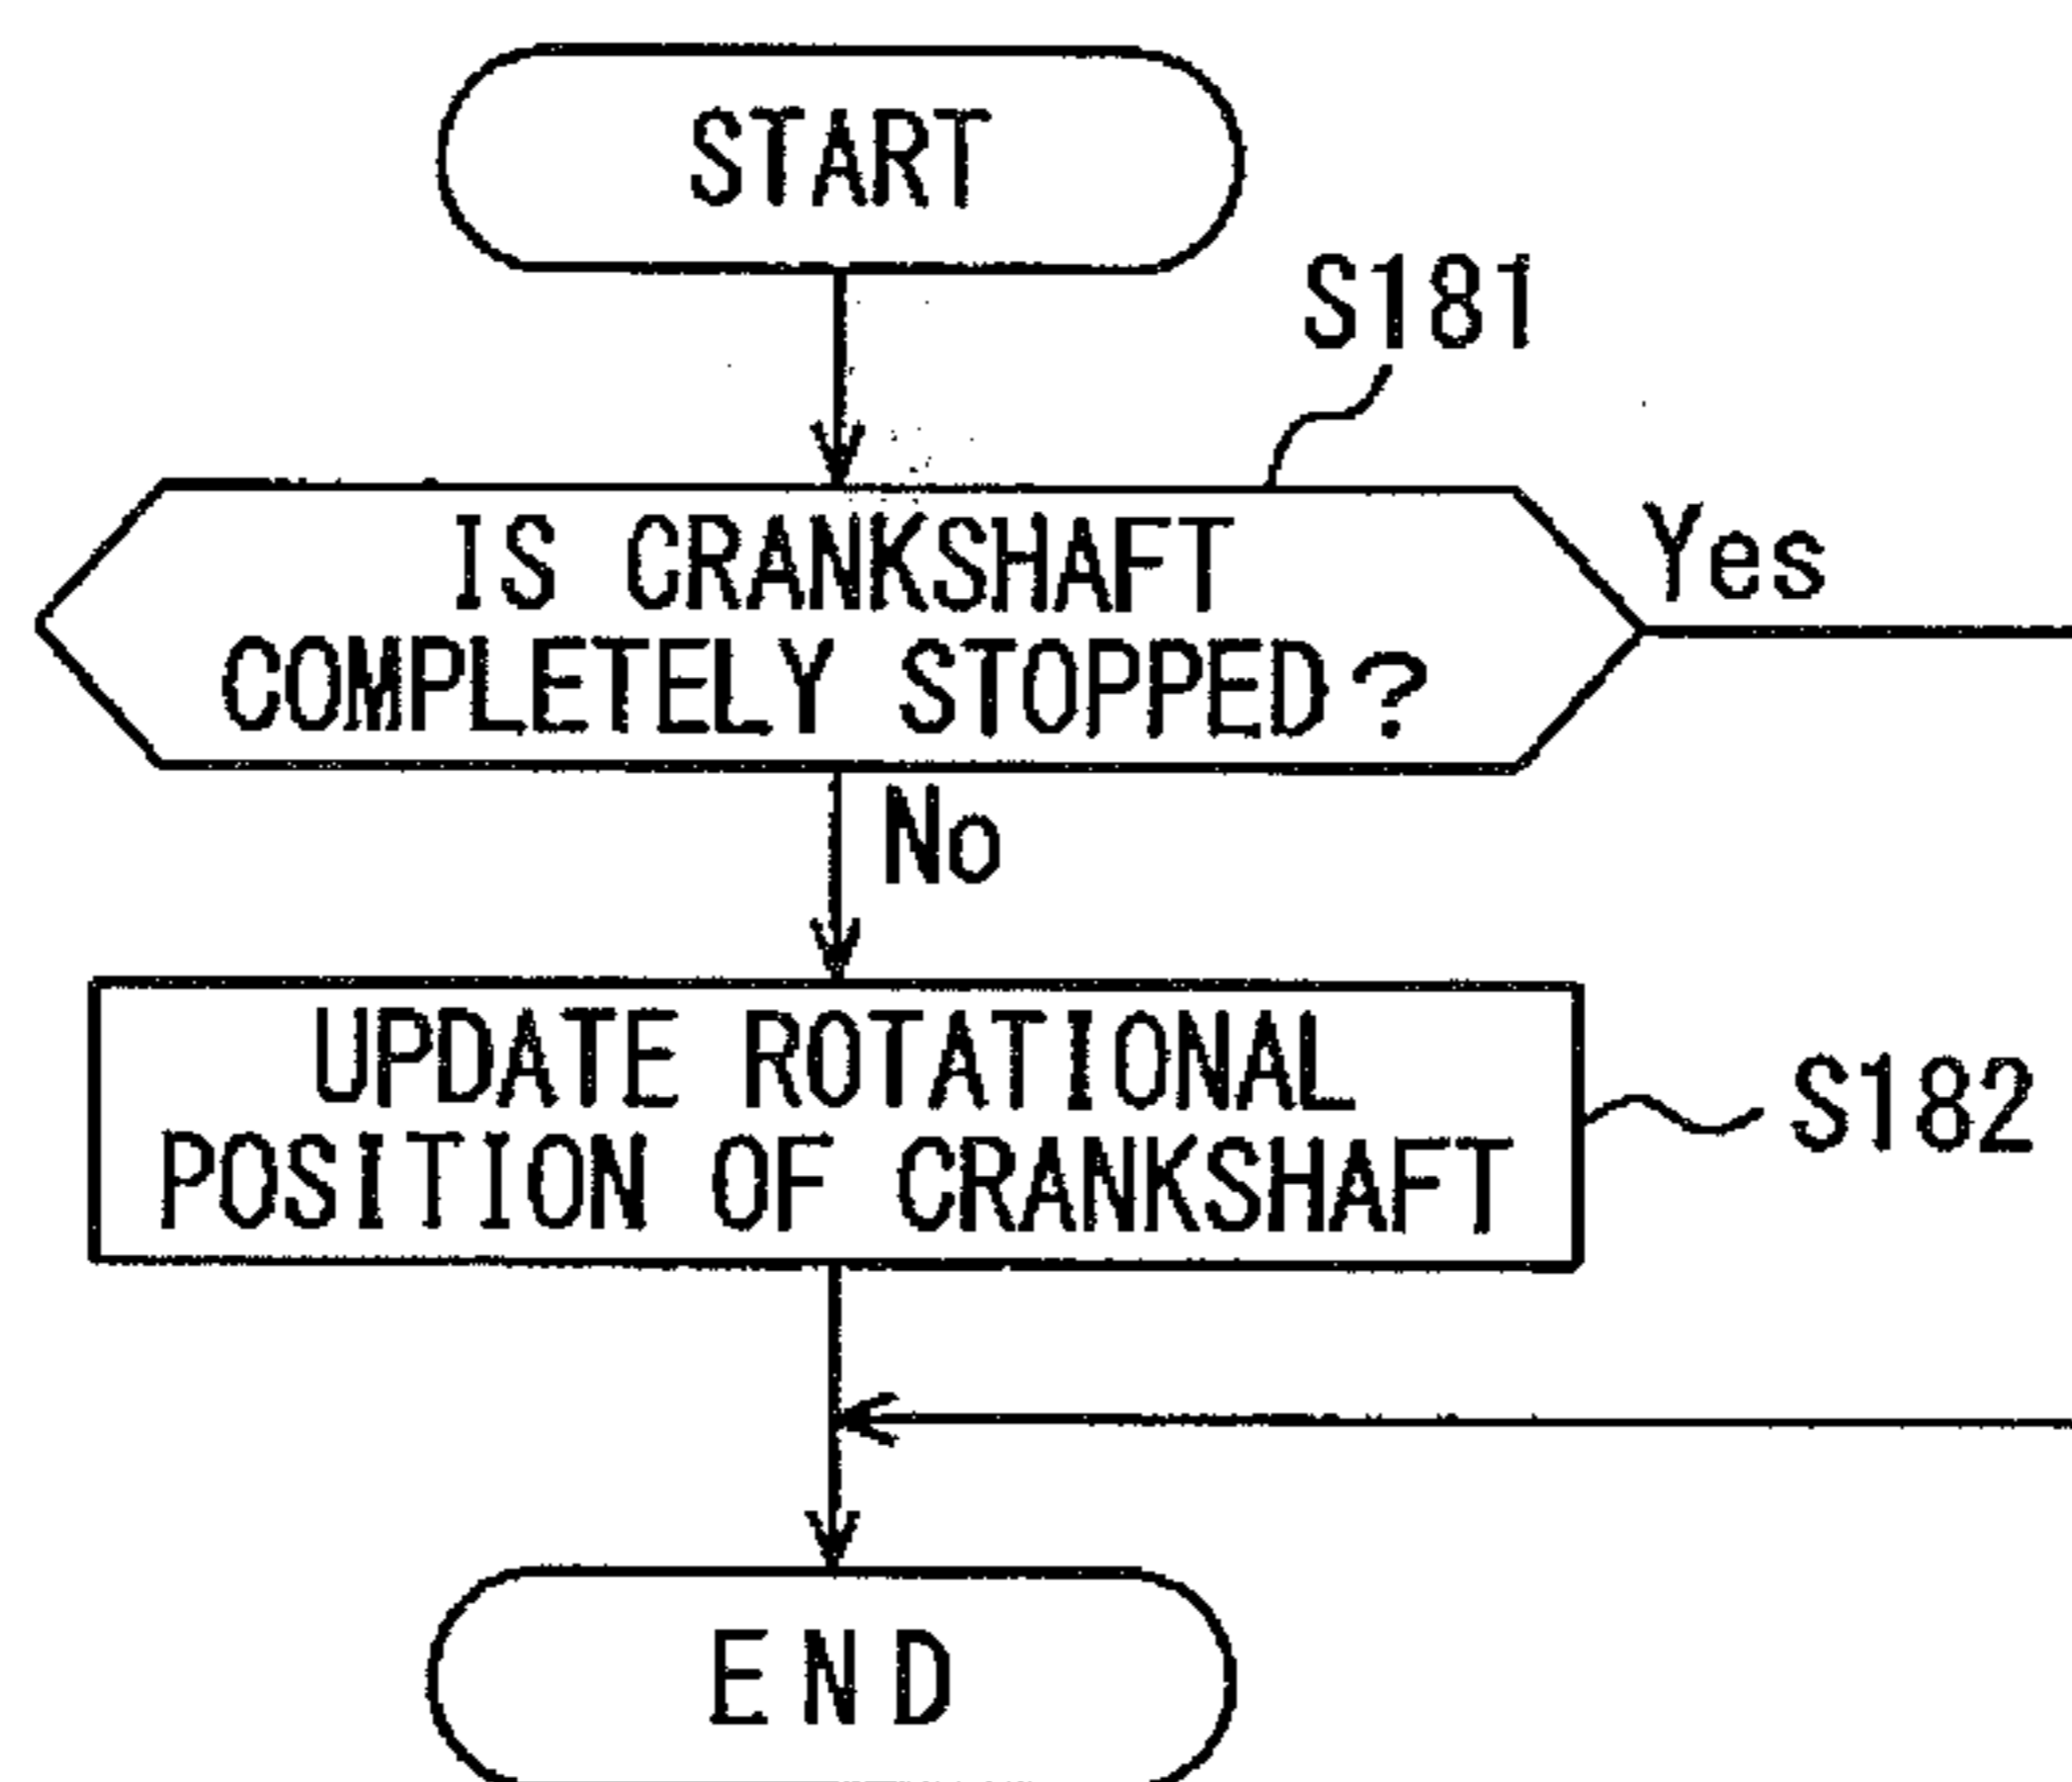 START
S181
IS CRANKSHAFT
COMPLETELY STOPPED?
Yes
No
UPDATE ROTATIONAL
POSITION OF CRANKSHAFT
S182
END